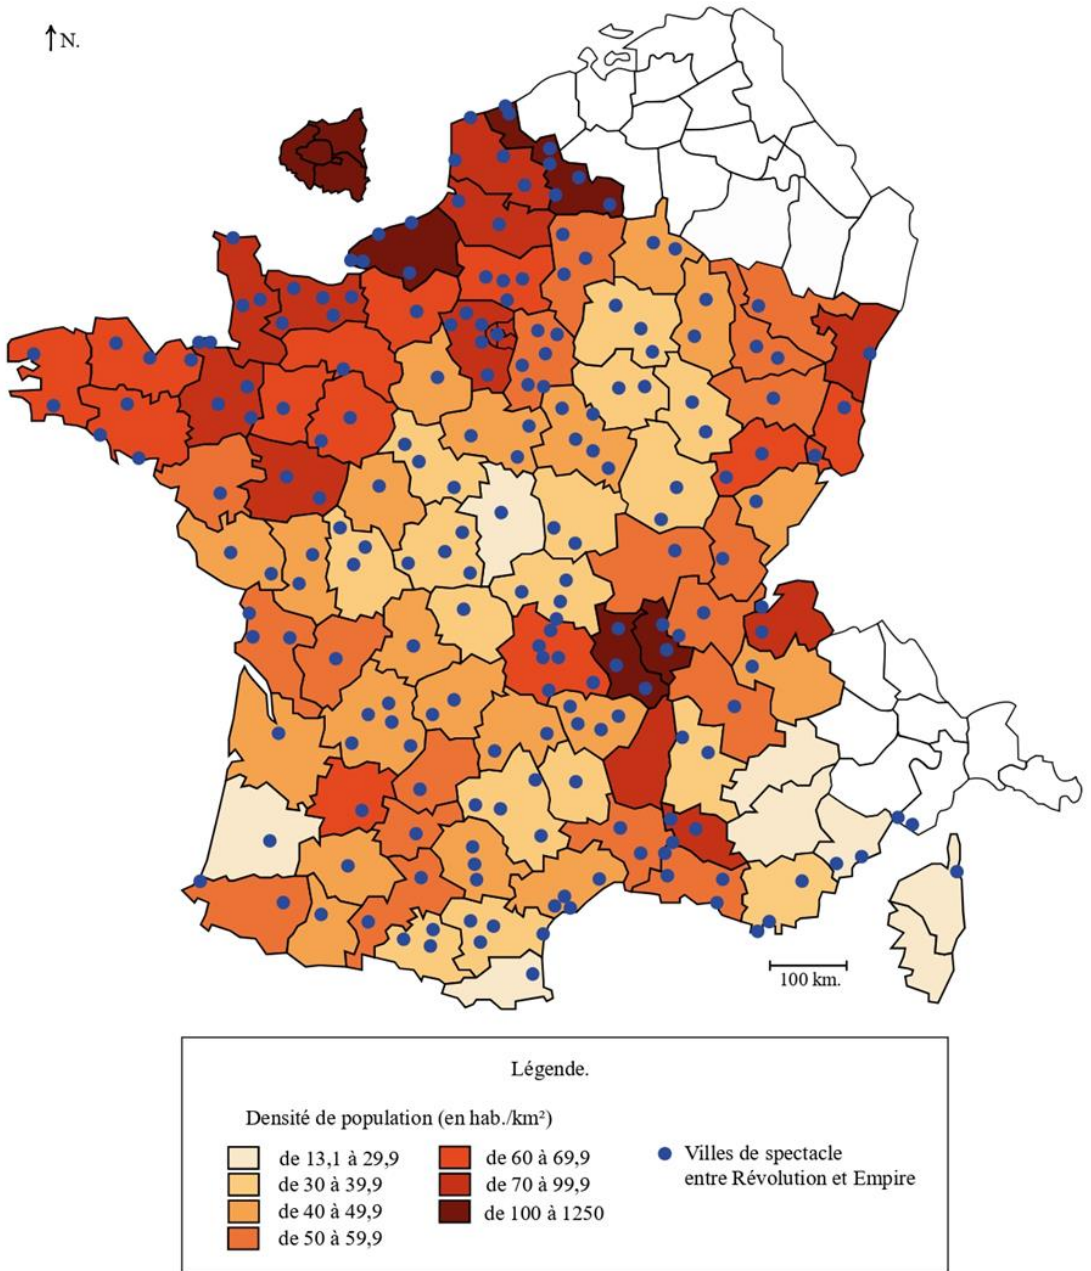 N.
100 km.
Légende.
Densité de population (en hab./km²)
de 13,1 à 29,9
de 30 à 39,9
de 40 à 49,9
de 50 à 59,9
de 60 à 69,9
de 70 à 99,9
de 100 à 1250
Villes de spectacle
entre Révolution et Empire